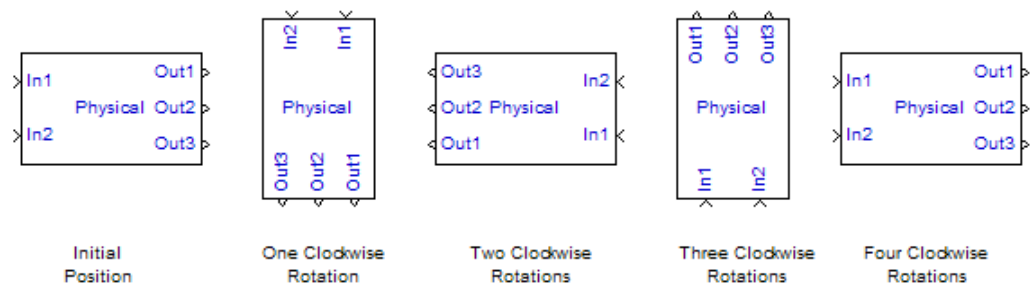 In1
In2
Physical
Out1
Out2
Out3
Initial
Position
In2
In1
Physical
Out3
Out2
Out1
One Clockwise
Rotation
Out3
Out2
Out1
Physical
In2
In1
Two Clockwise
Rotations
Out1
Out2
Out3
Physical
In1
In2
Three Clockwise
Rotations
In1
In2
Physical
Out1
Out2
Out3
Four Clockwise
Rotations